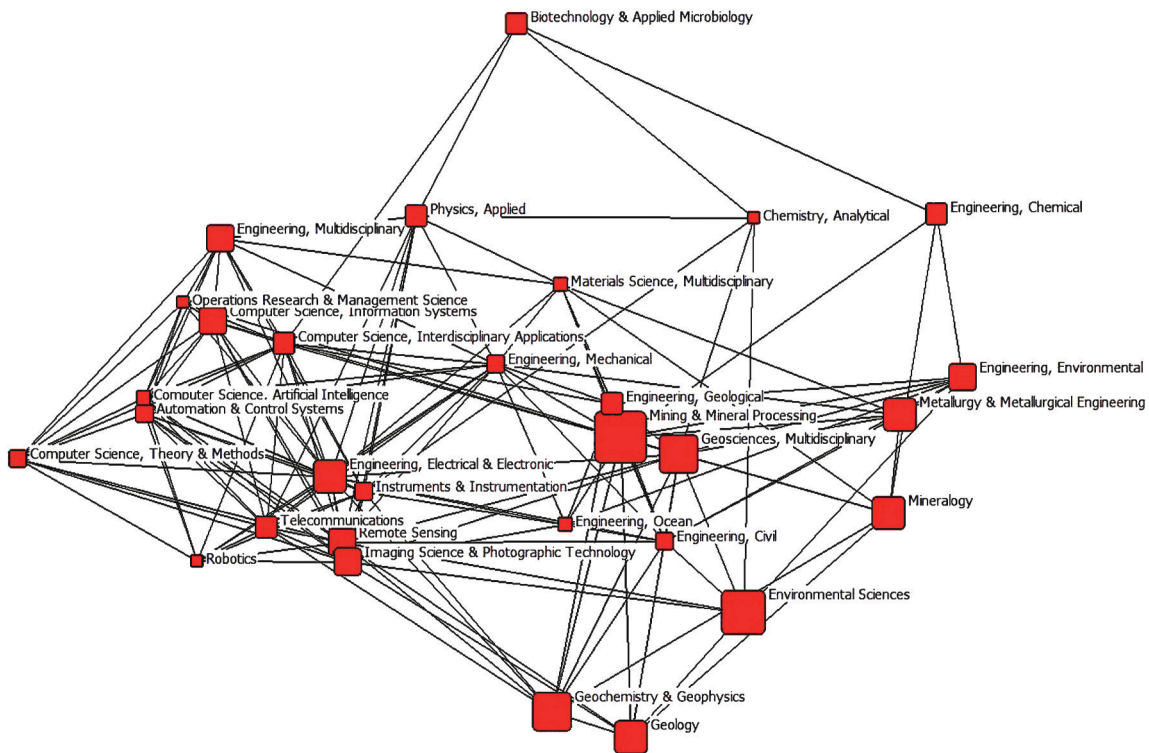 Biotechnology & Applied Microbiology
Physics, Applied
Chemistry, Analytical
Engineering, Chemical
Engineering, Multidisciplinary
Materials Science, Multidisciplinary
Operations Research & Management Science
Computer Science, Information Systems
Computer Science, Interdisciplinary Applications
Engineering, Mechanical
Engineering, Environmental
Computer Science, Artificial Intelligence
Engineering, Geological
Automation & Control Systems
Mining & Mineral Processing
Metallurgy & Metallurgical Engineering
Geosciences, Multidisciplinary
Computer Science, Theory & Methods
Engineering, Electrical & Electronic
Instruments & Instrumentation
Mineralogy
Telecommunications
Engineering, Ocean
Remote Sensing
Engineering, Civil
Imaging Science & Photographic Technology
Robotics
Environmental Sciences
Geochemistry & Geophysics
Geology